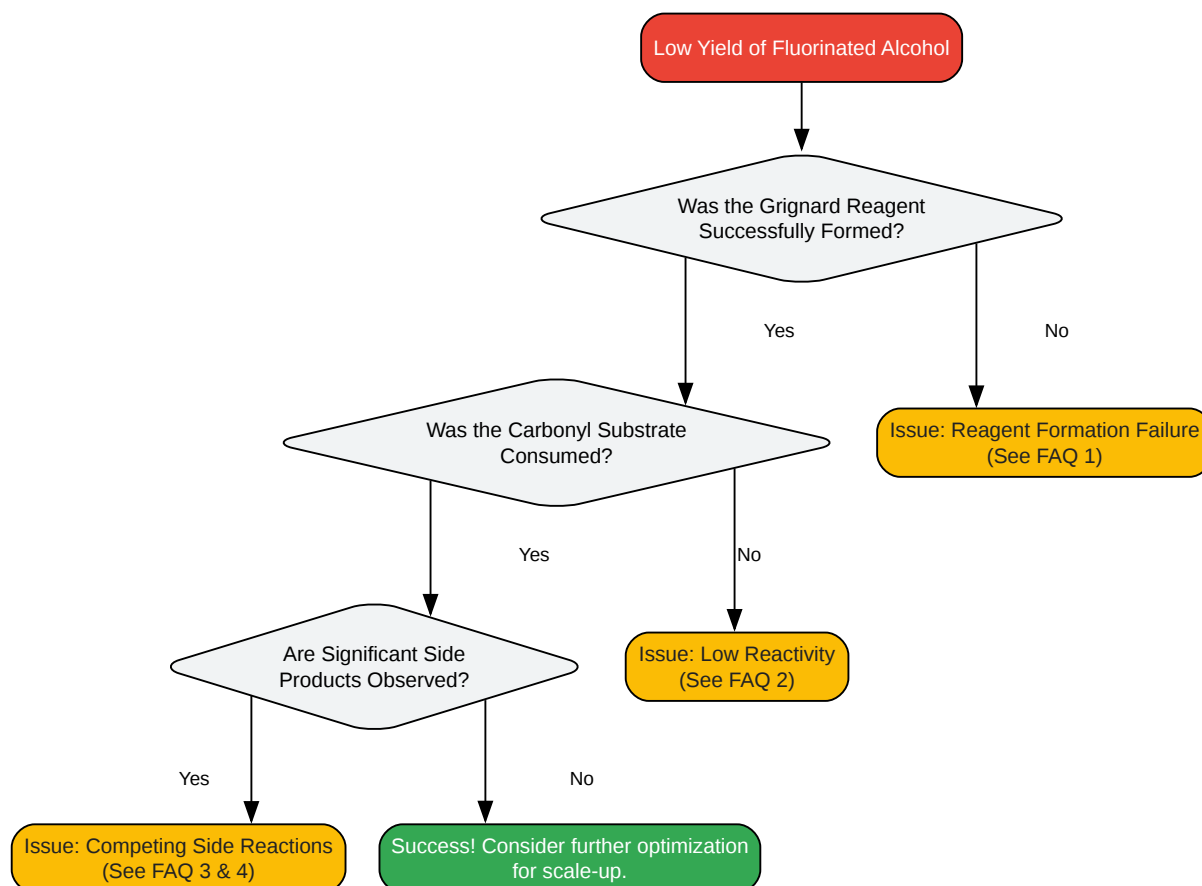 Low Yield of Fluorinated Alcohol
Was the Grignard Reagent
Successfully Formed?
Yes
No
Was the Carbonyl Substrate
Consumed?
Issue: Reagent Formation Failure
(See FAQ 1)
Yes
No
Are Significant Side
Products Observed?
Issue: Low Reactivity
(See FAQ 2)
Yes
No
Issue: Competing Side Reactions
(See FAQ 3 & 4)
Success! Consider further optimization
for scale-up.